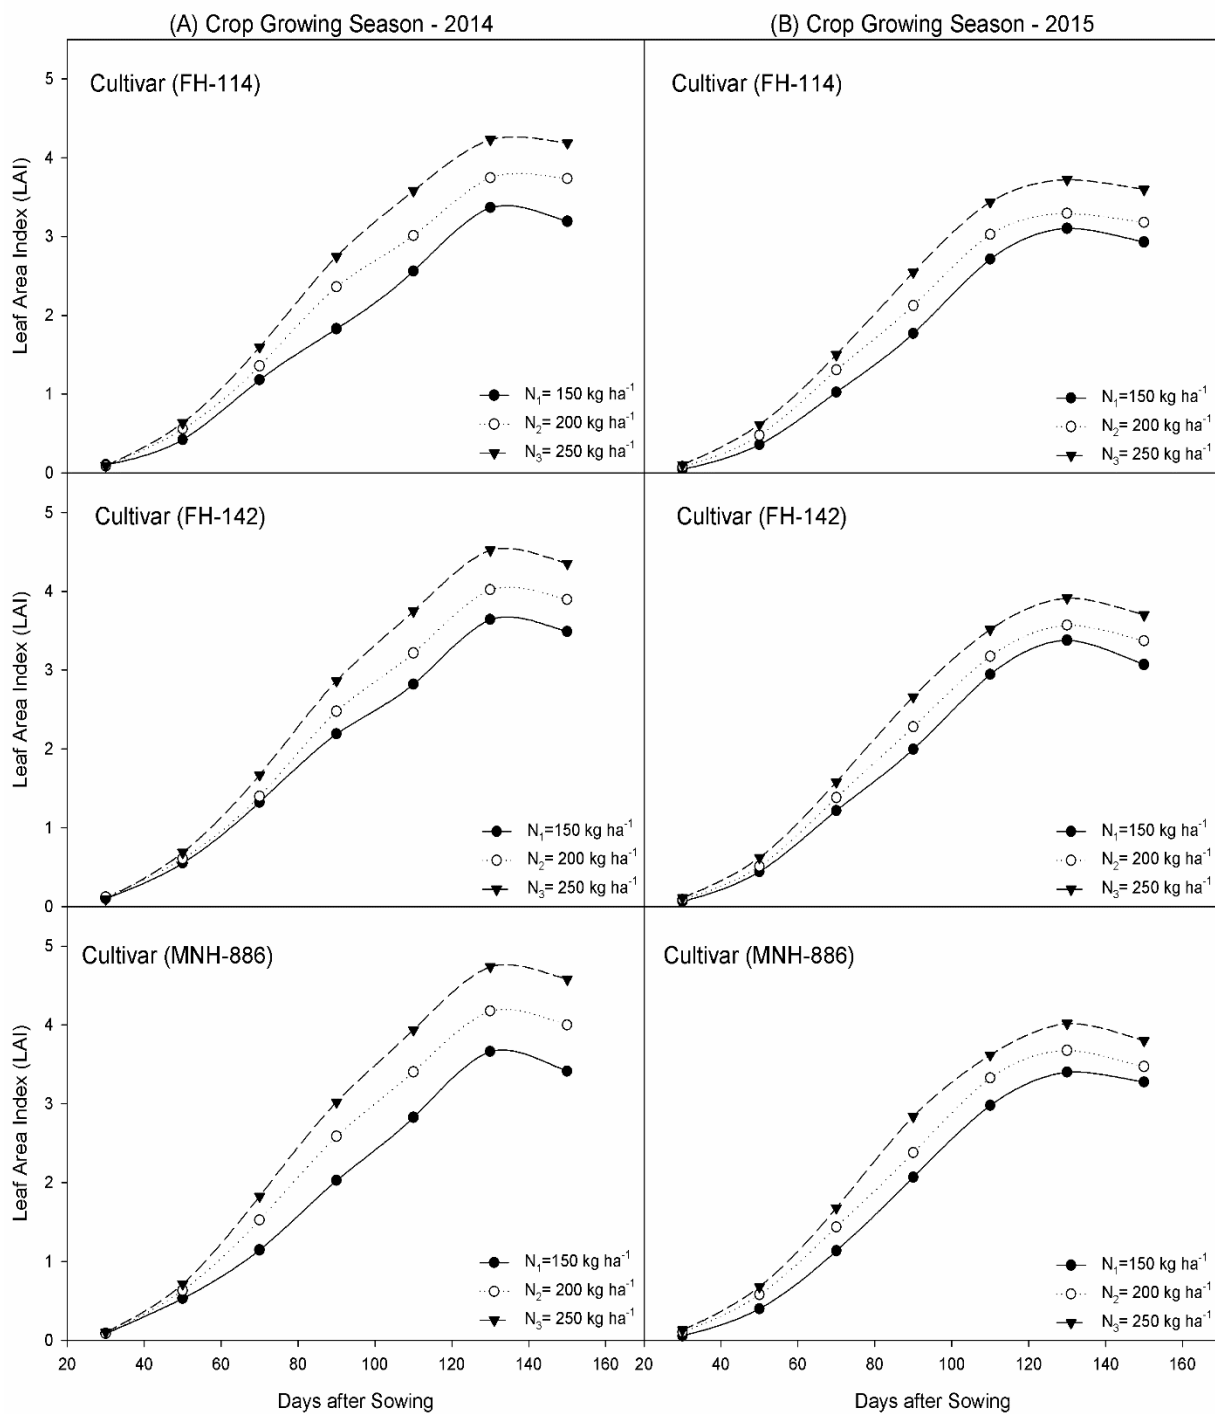 (A) Crop Growing Season - 2014
(B) Crop Growing Season - 2015
Cultivar (FH-114)
5
4
3
2
1
0
Leaf Area Index (LAI)
N1= 150 kg ha-1
N2= 200 kg ha-1
N3= 250 kg ha-1
Cultivar (FH-114)
N1=150 kg ha-1
N2= 200 kg ha-1
N3= 250 kg ha-1
Cultivar (FH-142)
5
4
3
2
1
0
Leaf Area Index (LAI)
N1=150 kg ha-1
N2= 200 kg ha-1
N3= 250 kg ha-1
Cultivar (FH-142)
N1=150 kg ha-1
N2= 200 kg ha-1
N3= 250 kg ha-1
Cultivar (MNH-886)
5
4
3
2
1
0
Leaf Area Index (LAI)
N1=150 kg ha-1
N2= 200 kg ha-1
N3= 250 kg ha-1
Cultivar (MNH-886)
N1=150 kg ha-1
N2= 200 kg ha-1
N3= 250 kg ha-1
20 40 60 80 100 120 140 160
20 40 60 80 100 120 140 160
Days after Sowing
Days after Sowing